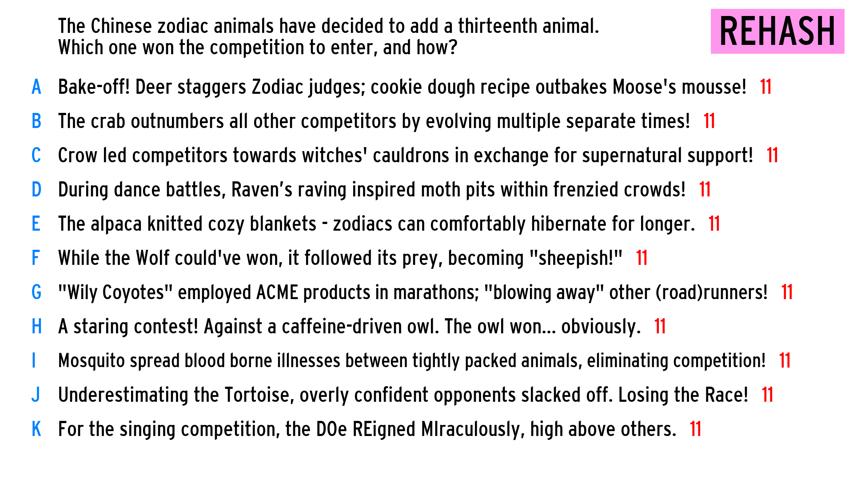 The Chinese zodiac animals have decided to add a thirteenth animal.
REHASH
Which one won the competition to enter, and how?
A Bake-off! Deer staggers Zodiac judges; cookie dough recipe outbakes Moose's mousse! 11
B The crab outnumbers all other competitors by evolving multiple separate times! 11
C Crow led competitors towards witches' cauldrons in exchange for supernatural support! 11
D During dance battles, Raven’s raving inspired moth pits within frenzied crowds! 11
E The alpaca knitted cozy blankets - zodiacs can comfortably hibernate for longer. 11
F While the Wolf could've won, it followed its prey, becoming "sheepish!" 11
G "Wily Coyotes" employed ACME products in marathons; "blowing away" other (road)runners! 11
H A staring contest! Against a caffeine-driven owl. The owl won... obviously. 11
I Mosquito spread blood borne illnesses between tightly packed animals, eliminating competition! 11
J Underestimating the Tortoise, overly confident opponents slacked off. Losing the Race! 11
K For the singing competition, the DOe REigned MIraculously, high above others. 11